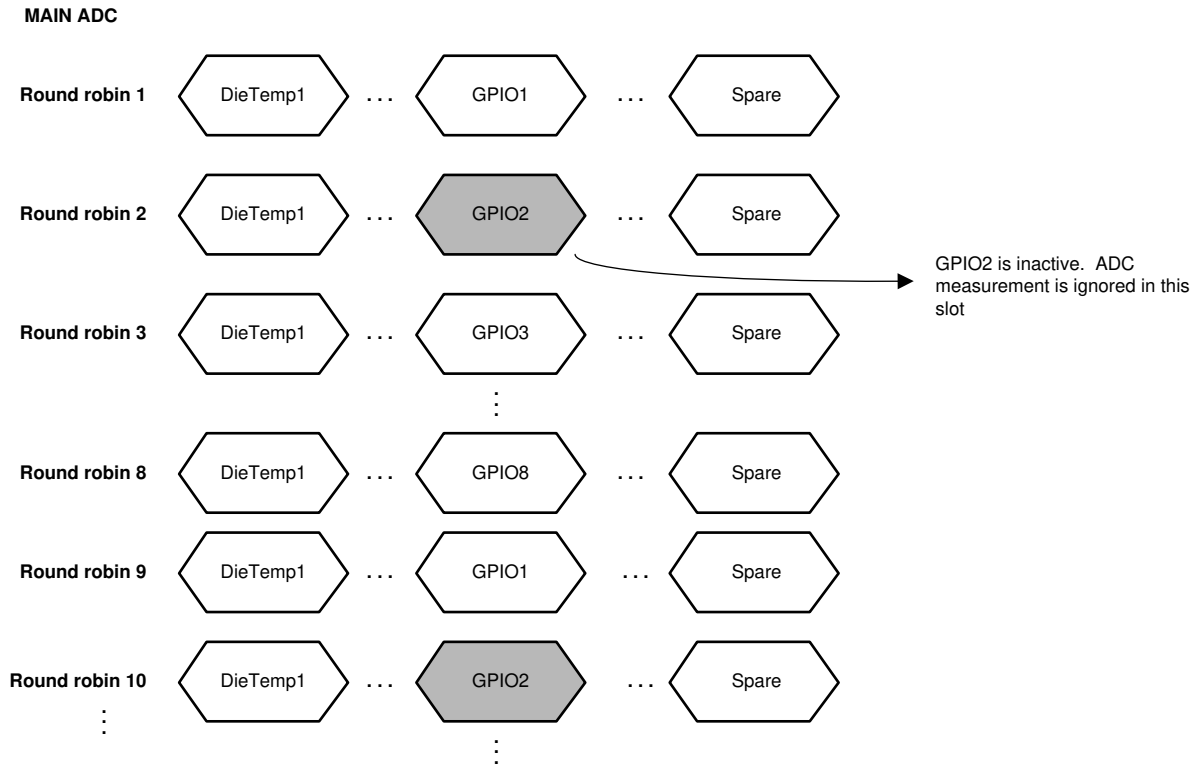 MAIN ADC
Round robin 1 DieTemp1 ... GPIO1 ... Spare
Round robin 2 DieTemp1 ... GPIO2 ... Spare
GPIO2 is inactive. ADC
measurement is ignored in this
slot
Round robin 3 DieTemp1 ... GPIO3 ... Spare
Round robin 8 DieTemp1 ... GPIO8 ... Spare
Round robin 9 DieTemp1 ... GPIO1 ... Spare
Round robin 10 DieTemp1 ... GPIO2 ... Spare